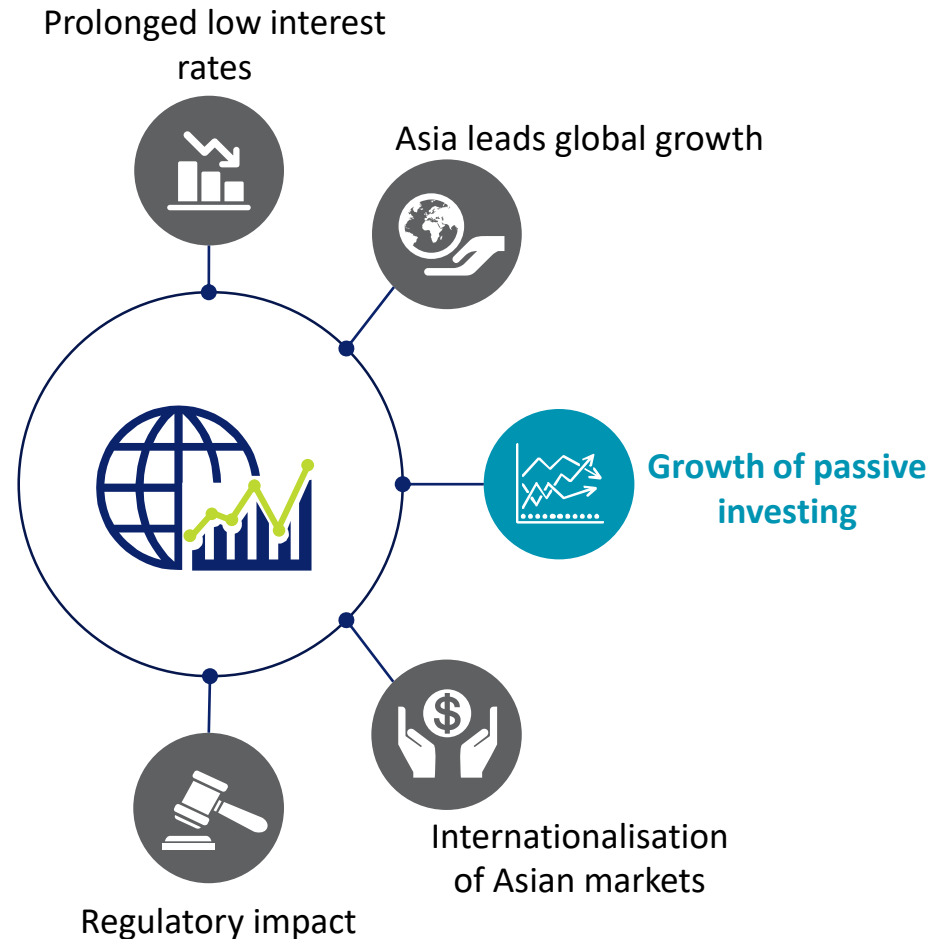 Prolonged low interest
rates
Asia leads global growth
Growth of passive
investing
Internationalisation
of Asian markets
Regulatory impact